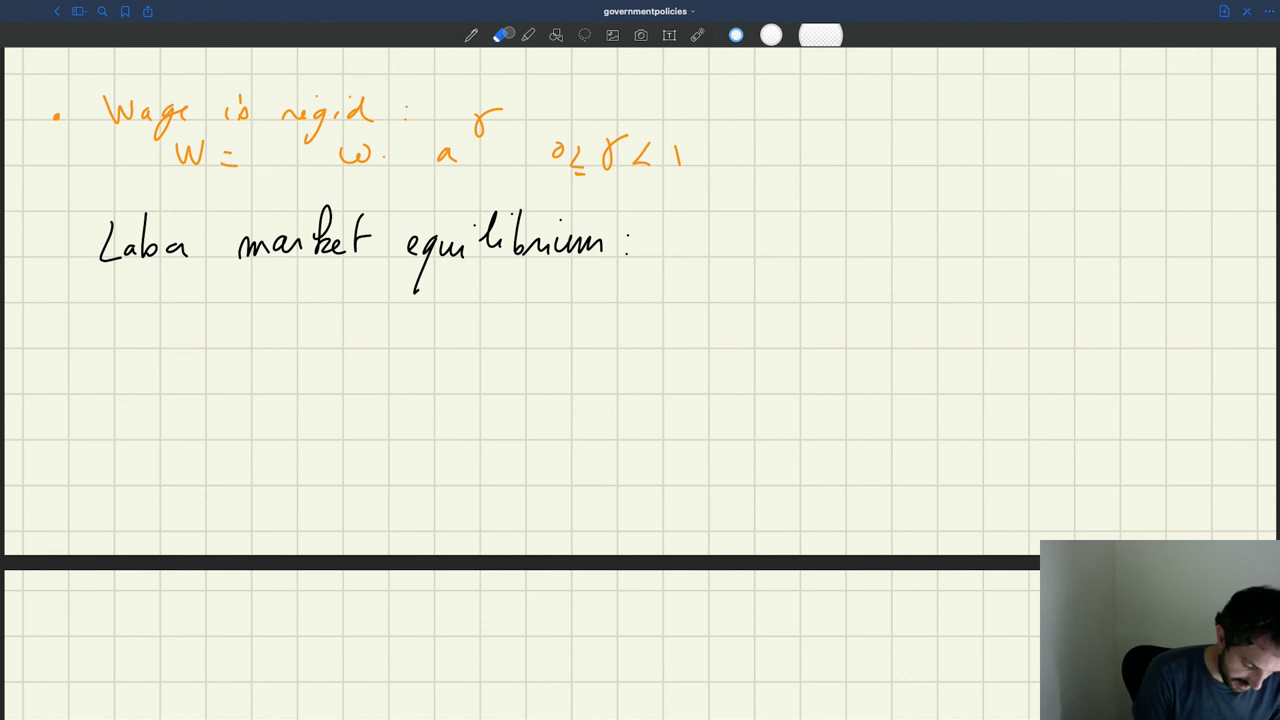 governmentpolicies
• Wage is rigid :
W = ω · a^γ 0 ≤ γ < 1
Labor market equilibrium :